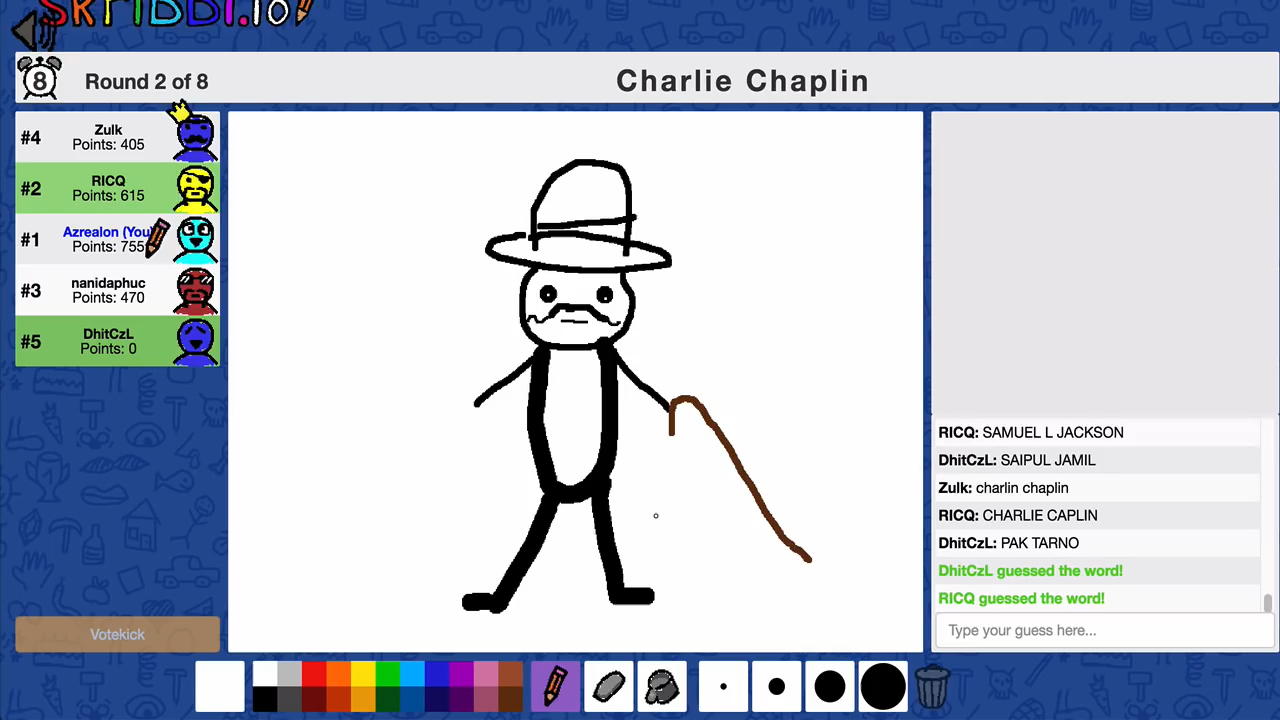 SKRIBBL.IO
8
Round 2 of 8
Charlie Chaplin
#4
Zulk
Points: 405
#2
RICQ
Points: 615
#1
Azrealon (You)
Points: 755
#3
nanidaphuc
Points: 470
#5
DhitCzL
Points: 0
Votekick
RICQ: SAMUEL L JACKSON
DhitCzL: SAIPUL JAMIL
Zulk: charlin chaplin
RICQ: CHARLIE CAPLIN
DhitCzL: PAK TARNO
DhitCzL guessed the word!
RICQ guessed the word!
Type your guess here...